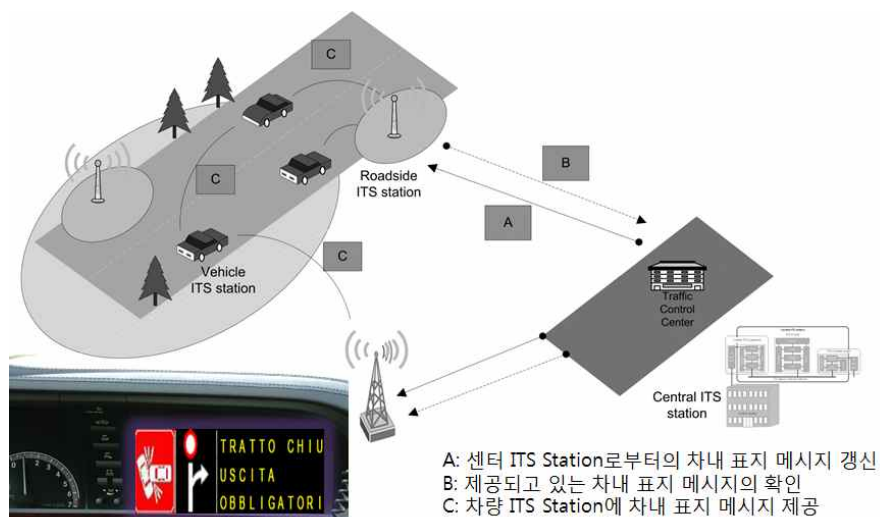 C
Roadside
ITS station
B
C
A
C
Vehicle
ITS station
Traffic
Control
Center
Central ITS
station
TRATTO CHIU
USCITA
OBBLIGATORI
A: 센터 ITS Station로부터의 차내 표지 메시지 갱신
B: 제공되고 있는 차내 표지 메시지의 확인
C: 차량 ITS Station에 차내 표지 메시지 제공